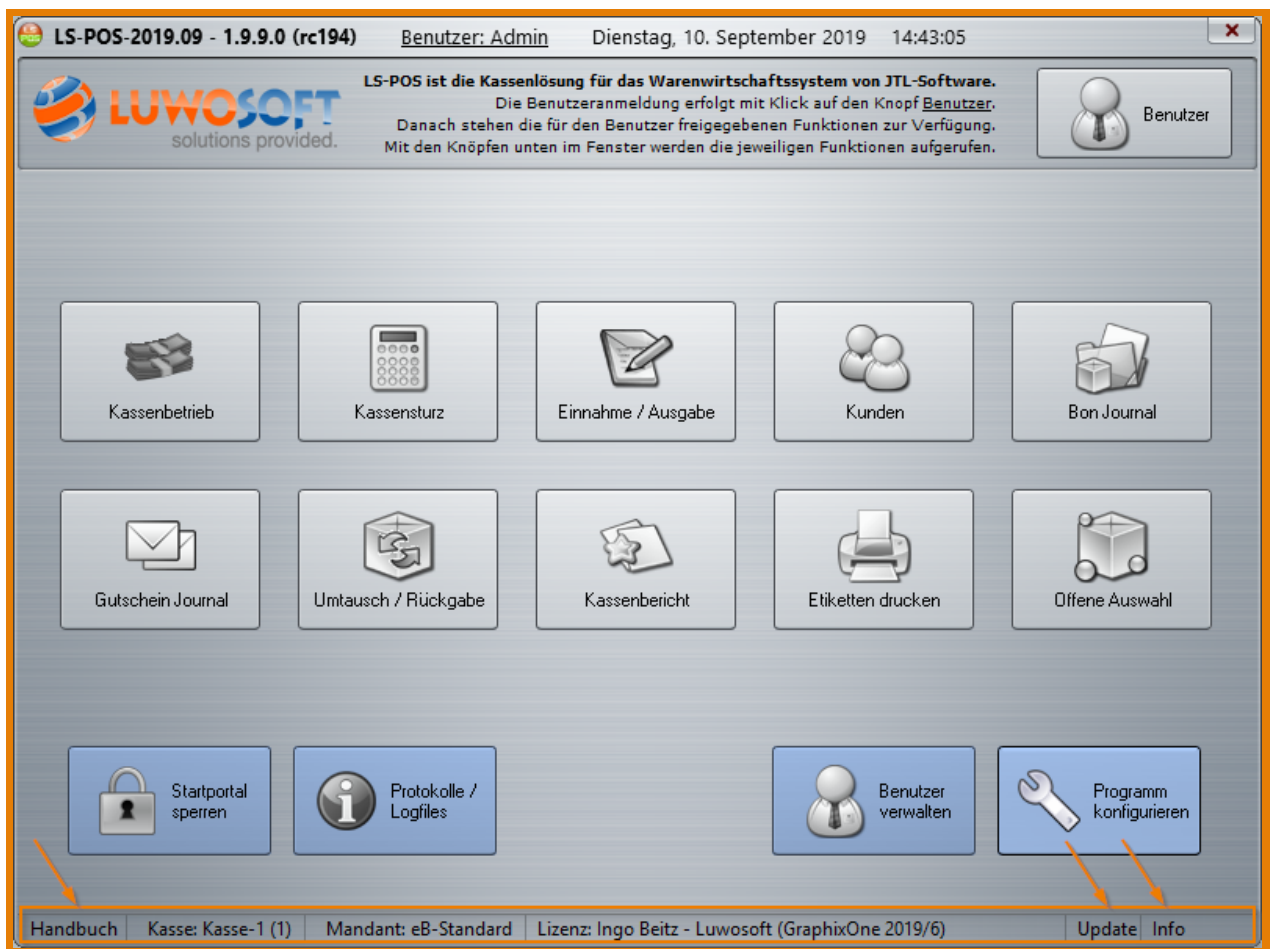 LS-POS-2019.09 - 1.9.9.0 (rc194) Benutzer: Admin Dienstag, 10. September 2019 14:43:05
LUWOSOFT
solutions provided.
LS-POS ist die Kassenlösung für das Warenwirtschaftssystem von JTL-Software.
Die Benutzeranmeldung erfolgt mit Klick auf den Knopf Benutzer.
Danach stehen die für den Benutzer freigegebenen Funktionen zur Verfügung.
Mit den Knöpfen unten im Fenster werden die jeweiligen Funktionen aufgerufen.
Benutzer
Kassenbetrieb
Kassensturz
Einnahme / Ausgabe
Kunden
Bon Journal
Gutschein Journal
Umtausch / Rückgabe
Kassenbericht
Etiketten drucken
Offene Auswahl
Startportal
sperren
Protokolle /
Logfiles
Benutzer
verwalten
Programm
konfigurieren
Handbuch Kasse: Kasse-1 (1) Mandant: eB-Standard Lizenz: Ingo Beitz - Luwosoft (GraphixOne 2019/6) Update Info